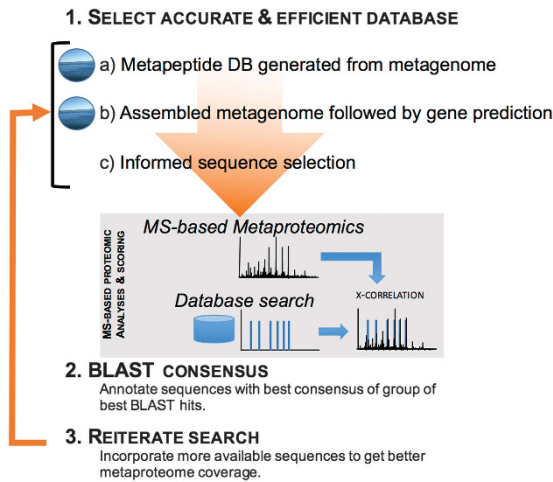 1. SELECT ACCURATE & EFFICIENT DATABASE
a) Metapeptide DB generated from metagenome
b) Assembled metagenome followed by gene prediction
c) Informed sequence selection
MS-BASED PROTEOMIC
ANALYSES & SCORING
MS-based Metaproteomics
Database search
X-CORRELATION
2. BLAST CONSENSUS
Annotate sequences with best consensus of group of
best BLAST hits.
3. REITERATE SEARCH
Incorporate more available sequences to get better
metaproteome coverage.